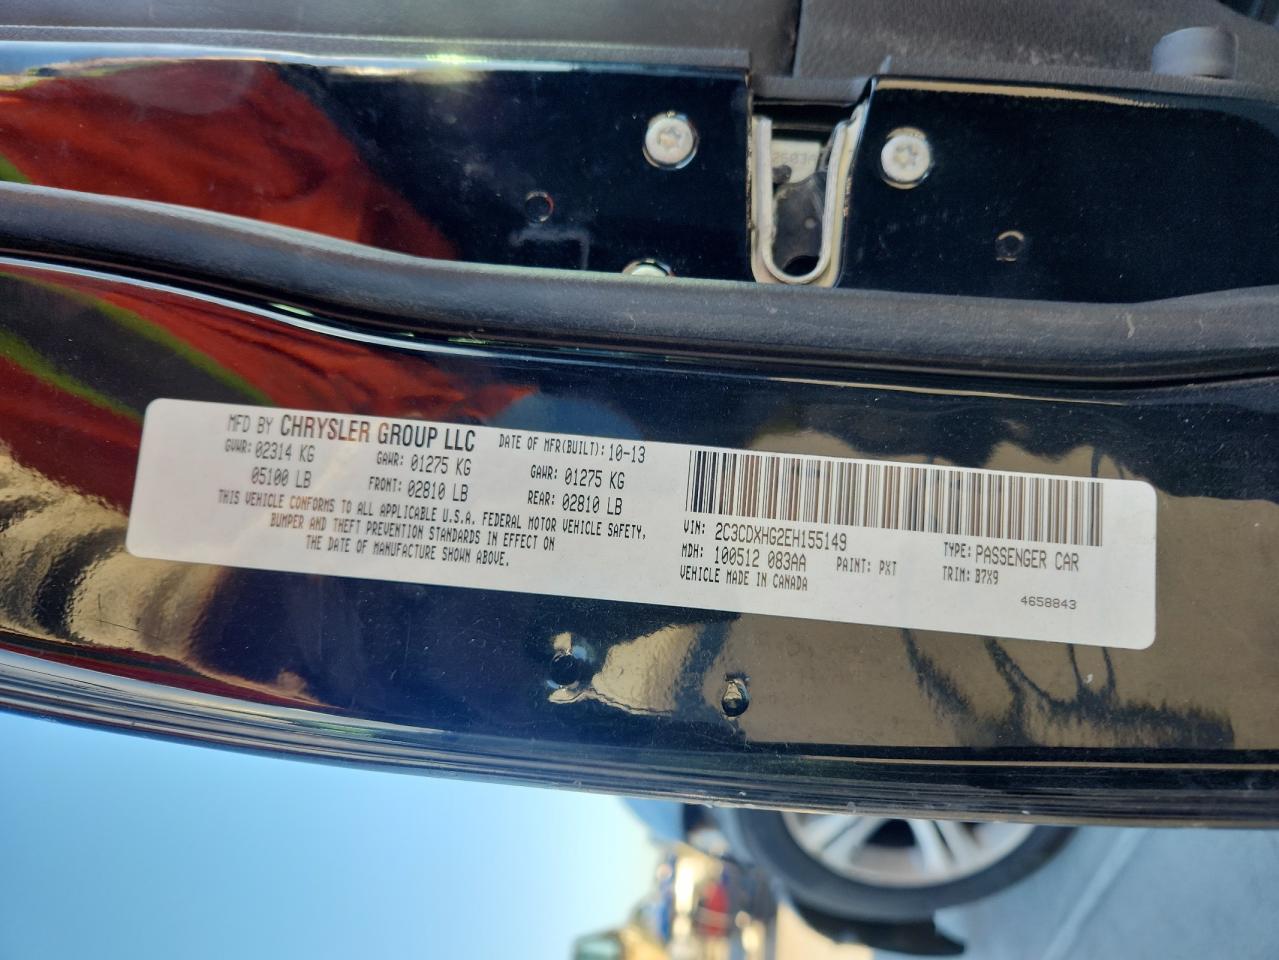 2603A
MFD BY CHRYSLER GROUP LLC DATE OF MFR(BUILT): 10-13
GVWR: 02314 KG GAWR: 01275 KG GAWR: 01275 KG
05100 LB FRONT: 02810 LB REAR: 02810 LB
THIS VEHICLE CONFORMS TO ALL APPLICABLE U.S.A. FEDERAL MOTOR VEHICLE SAFETY,
BUMPER AND THEFT PREVENTION STANDARDS IN EFFECT ON
THE DATE OF MANUFACTURE SHOWN ABOVE.
VIN: 2C3CDXHG2EH155149 TYPE: PASSENGER CAR
MDH: 100512 083AA PAINT: PXT TRIM: B7X9
VEHICLE MADE IN CANADA
4658843